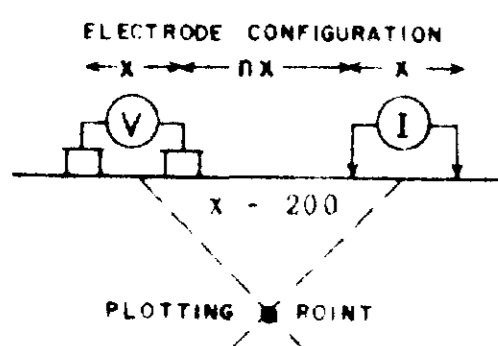 ELECTRODE CONFIGURATION
x nx x
V I
x - 200
PLOTTING POINT